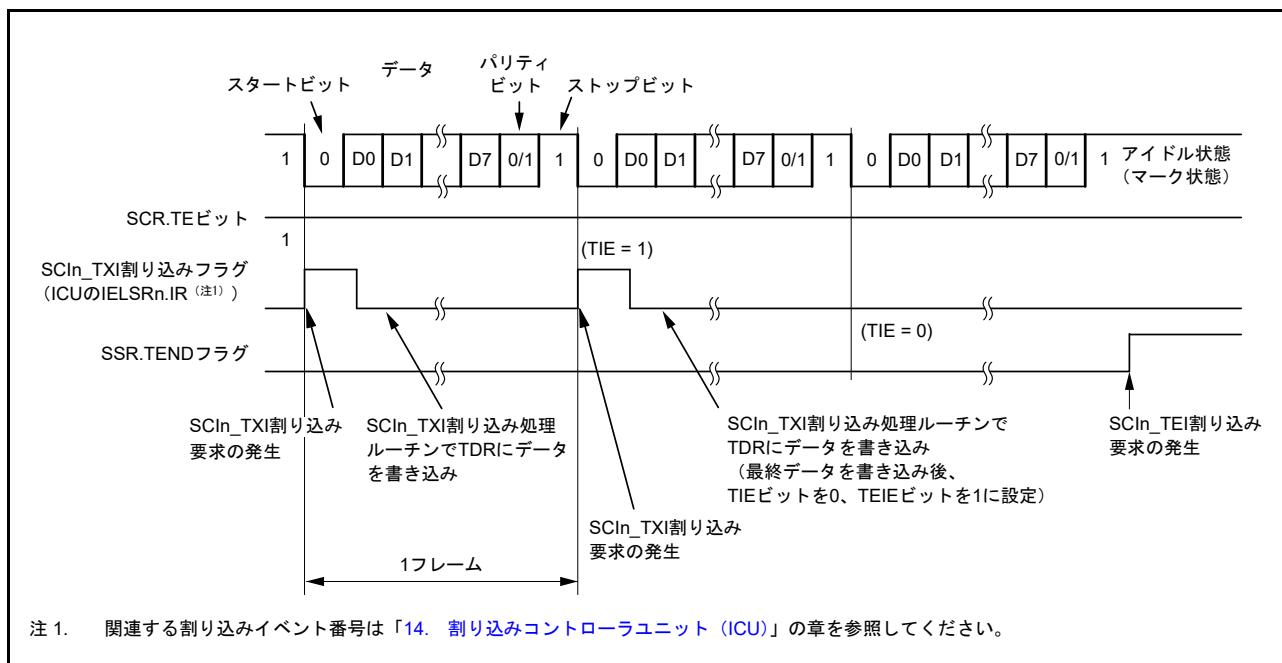 データ
パリティ
ビット
スタートビット
ストップビット
1 0 D0 D1 D7 0/1 1 0 D0 D1 D7 0/1 1 0 D0 D1 D7 0/1 1 アイドル状態
（マーク状態）
SCR.TEビット
1
SCIn_TXI割り込みフラグ
（ICUのIELSRn.IR（注1））
(TIE = 1)
(TIE = 0)
SSR.TENDフラグ
SCIn_TXI割り込み
要求の発生
SCIn_TXI割り込み処理
ルーチンでTDRにデータ
を書き込み
SCIn_TXI割り込み処理ルーチンで
TDRにデータを書き込み
（最終データを書き込み後、
TIEビットを0、TEIEビットを1に設定）
SCIn_TEI割り込み
要求の発生
SCIn_TXI割り込み
要求の発生
1フレーム
注 1. 関連する割り込みイベント番号は「14. 割り込みコントローラユニット（ICU）」の章を参照してください。